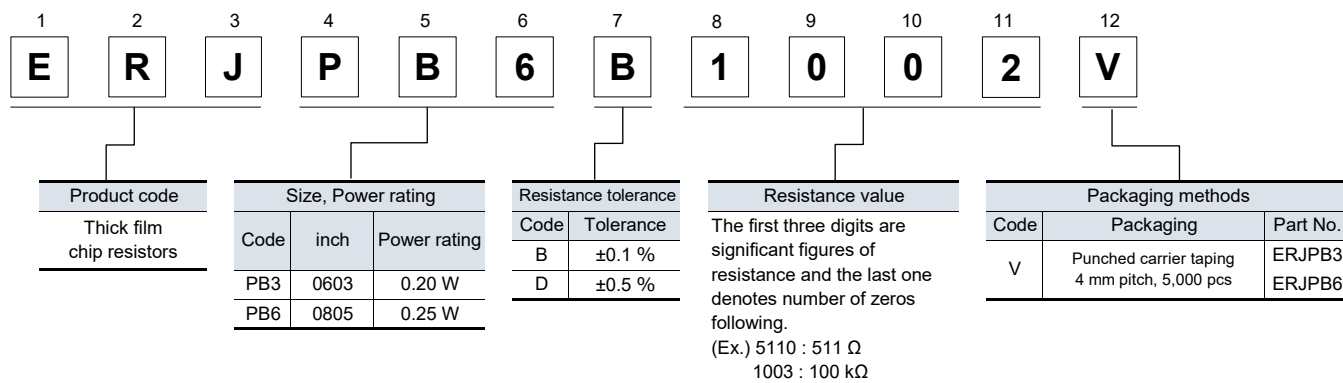 1 2 3 4 5 6 7 8 9 10 11 12
E R J P B 6 B 1 0 0 2 V
Product code
Thick film
chip resistors
Size, Power rating
Code inch Power rating
PB3 0603 0.20 W
PB6 0805 0.25 W
Resistance tolerance
Code Tolerance
B ±0.1 %
D ±0.5 %
Resistance value
The first three digits are
significant figures of
resistance and the last one
denotes number of zeros
following.
(Ex.) 5110 : 511 Ω
1003 : 100 kΩ
Packaging methods
Code Packaging Part No.
V Punched carrier taping
4 mm pitch, 5,000 pcs
ERJPB3
ERJPB6